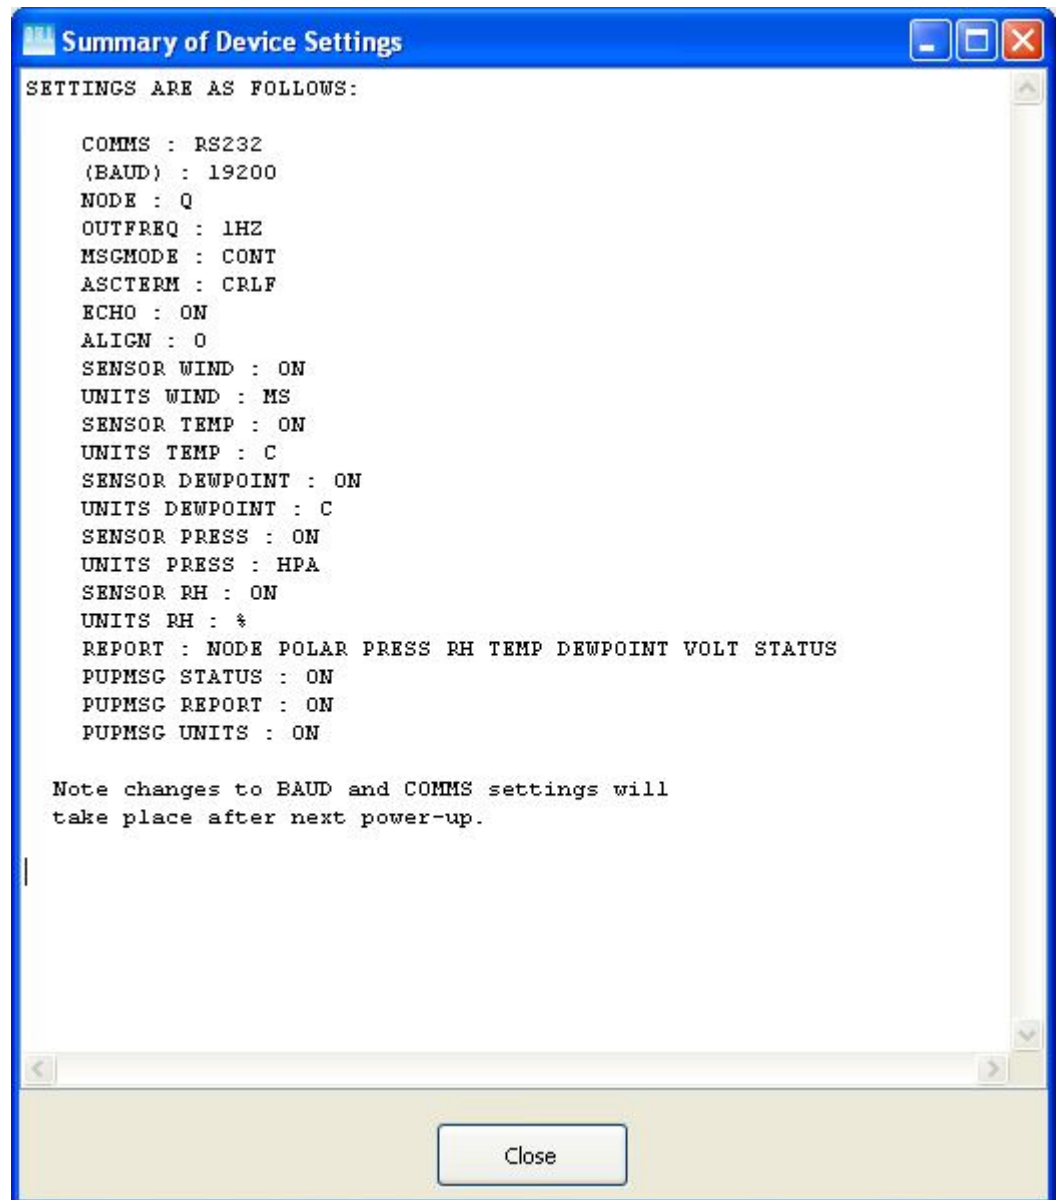 Summary of Device Settings
SETTINGS ARE AS FOLLOWS:
COMMS : RS232
(BAUD) : 19200
NODE : Q
OUTFREQ : 1HZ
MSGMODE : CONT
ASCTERM : CRLF
ECHO : ON
ALIGN : 0
SENSOR WIND : ON
UNITS WIND : MS
SENSOR TEMP : ON
UNITS TEMP : C
SENSOR DEWPOINT : ON
UNITS DEWPOINT : C
SENSOR PRESS : ON
UNITS PRESS : HPA
SENSOR RH : ON
UNITS RH : %
REPORT : NODE POLAR PRESS RH TEMP DEWPOINT VOLT STATUS
PUPMSG STATUS : ON
PUPMSG REPORT : ON
PUPMSG UNITS : ON
Note changes to BAUD and COMMS settings will
take place after next power-up.
Close